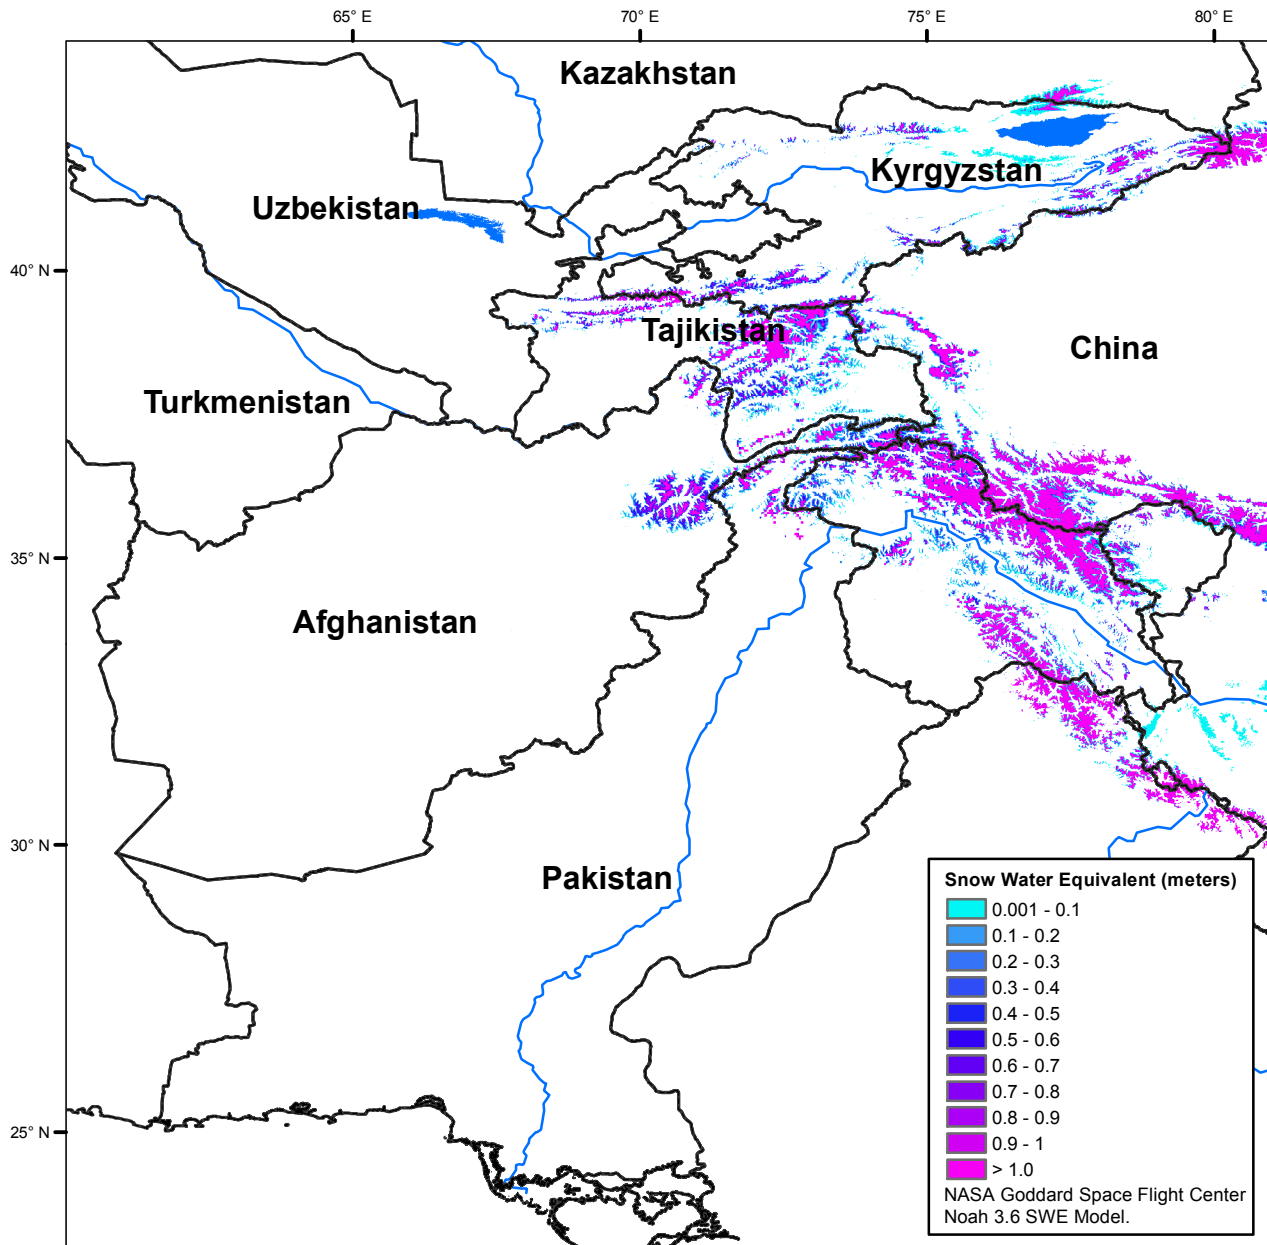 65° E
70° E
75° E
80° E
Kazakhstan
Kyrgyzstan
Uzbekistan
40° N
Tajikistan
China
Turkmenistan
35° N
Afghanistan
30° N
Pakistan
25° N
Snow Water Equivalent (meters)
0.001 - 0.1
0.1 - 0.2
0.2 - 0.3
0.3 - 0.4
0.4 - 0.5
0.5 - 0.6
0.6 - 0.7
0.7 - 0.8
0.8 - 0.9
0.9 - 1
> 1.0
NASA Goddard Space Flight Center
Noah 3.6 SWE Model.